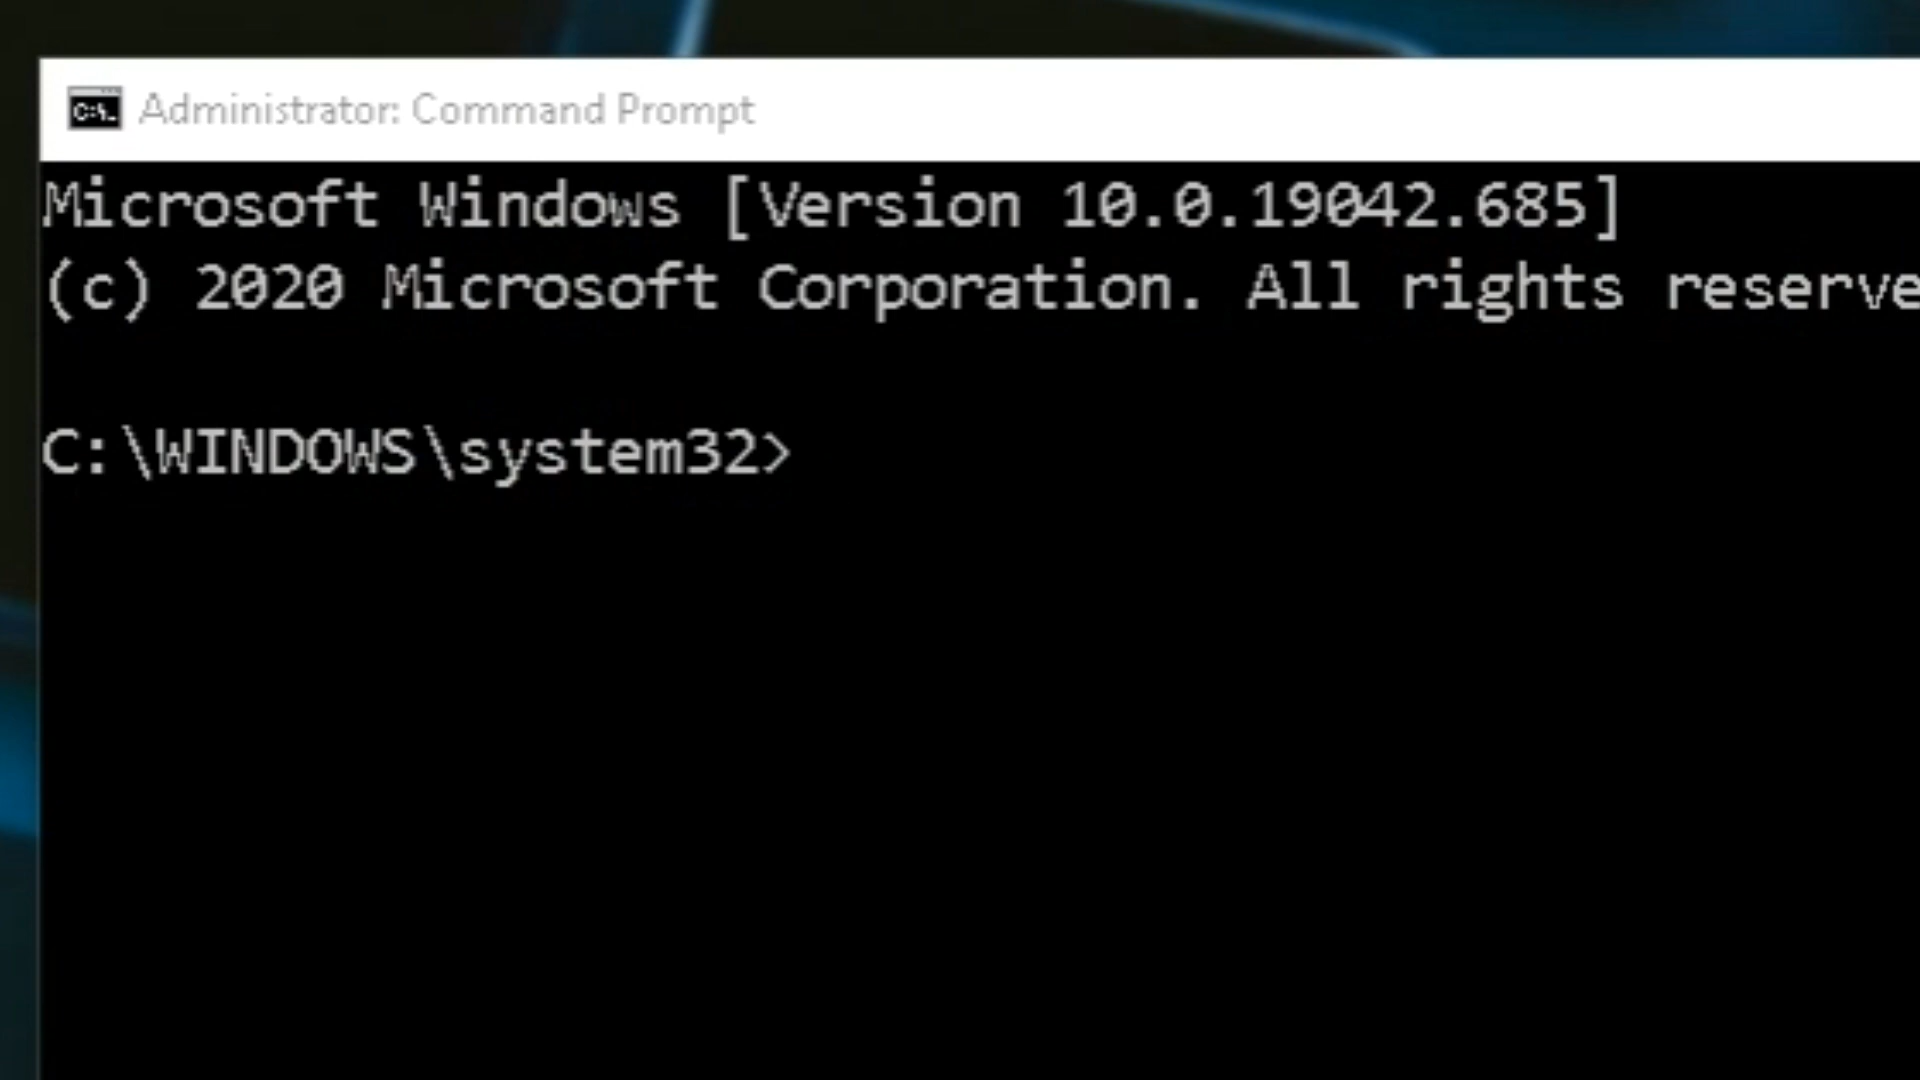 C:\.
Administrator: Command Prompt
Microsoft Windows [Version 10.0.19042.685]
(c) 2020 Microsoft Corporation. All rights reserve
C:\WINDOWS\system32>